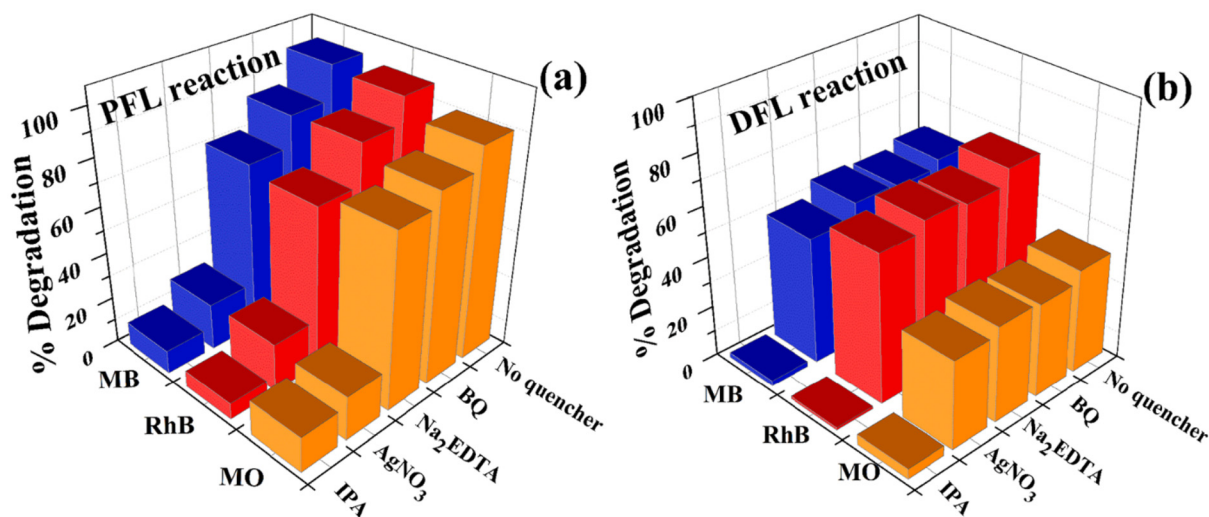 PFL reaction
(a)
% Degradation
100
80
60
40
20
0
MB
RhB
MO
IPA
AgNO₃
Na₂EDTA
BQ
No quencher
DFL reaction
(b)
% Degradation
100
80
60
40
20
0
MB
RhB
MO
IPA
AgNO₃
Na₂EDTA
BQ
No quencher